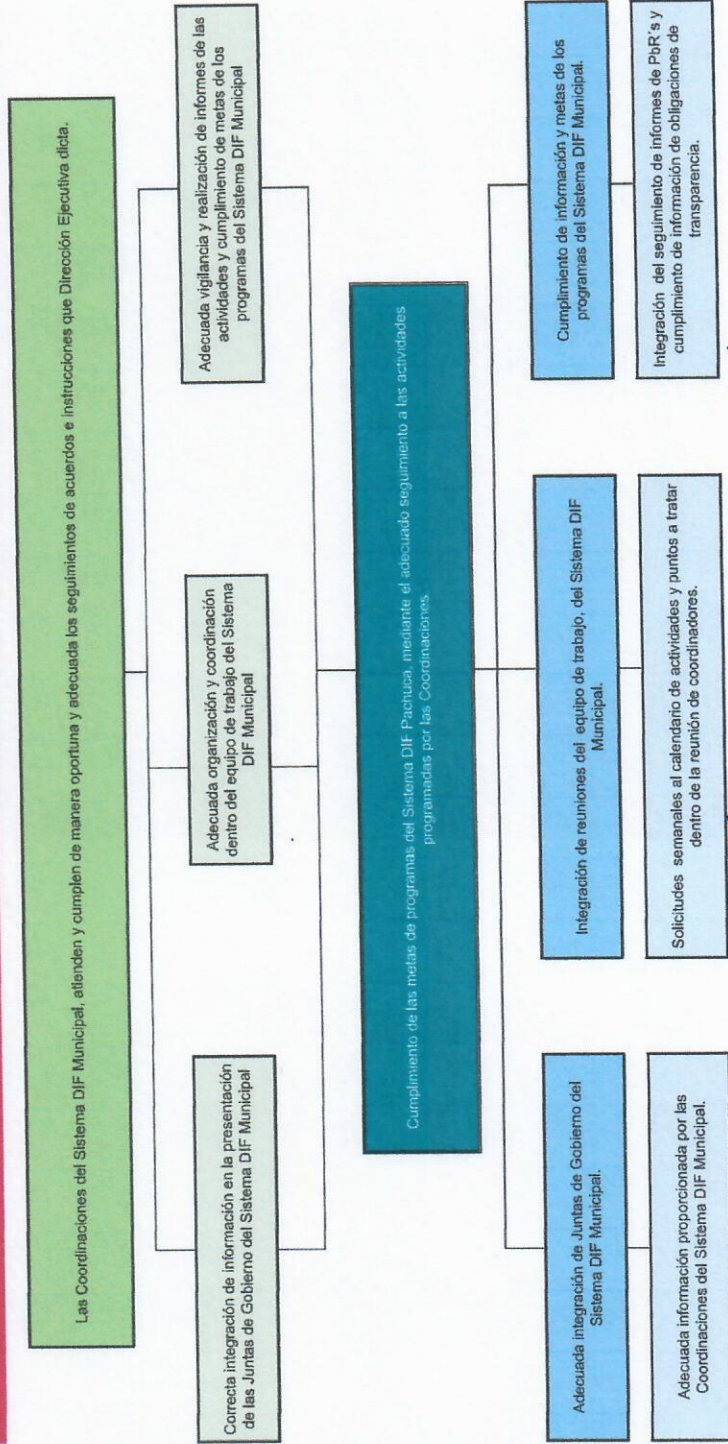 Las Coordinaciones del Sistema DIF Municipal, atienden y cumplen de manera oportuna y adecuada los seguimientos de acuerdos e instrucciones que Dirección Ejecutiva dicta.
Correcta integración de información en la presentación
de las Juntas de Gobierno del Sistema DIF Municipal
Adecuada organización y coordinación
dentro del equipo de trabajo del Sistema
DIF Municipal
Adecuada vigilancia y realización de informes de las
actividades y cumplimiento de metas de los
programas del Sistema DIF Municipal
Cumplimiento de las metas de programas del Sistema DIF Pachuca, mediante el adecuado seguimiento a las actividades
programadas por las Coordinaciones.
Adecuada integración de Juntas de Gobierno del
Sistema DIF Municipal.
Integración de reuniones del equipo de trabajo, del Sistema DIF
Municipal.
Cumplimiento de información y metas de los
programas del Sistema DIF Municipal.
Adecuada información proporcionada por las
Coordinaciones del Sistema DIF Municipal.
Solicitudes semanales al calendario de actividades y puntos a tratar
dentro de la reunión de coordinadores.
Integración del seguimiento de informes de PbR´s y
cumplimiento de información de obligaciones de
transparencia.